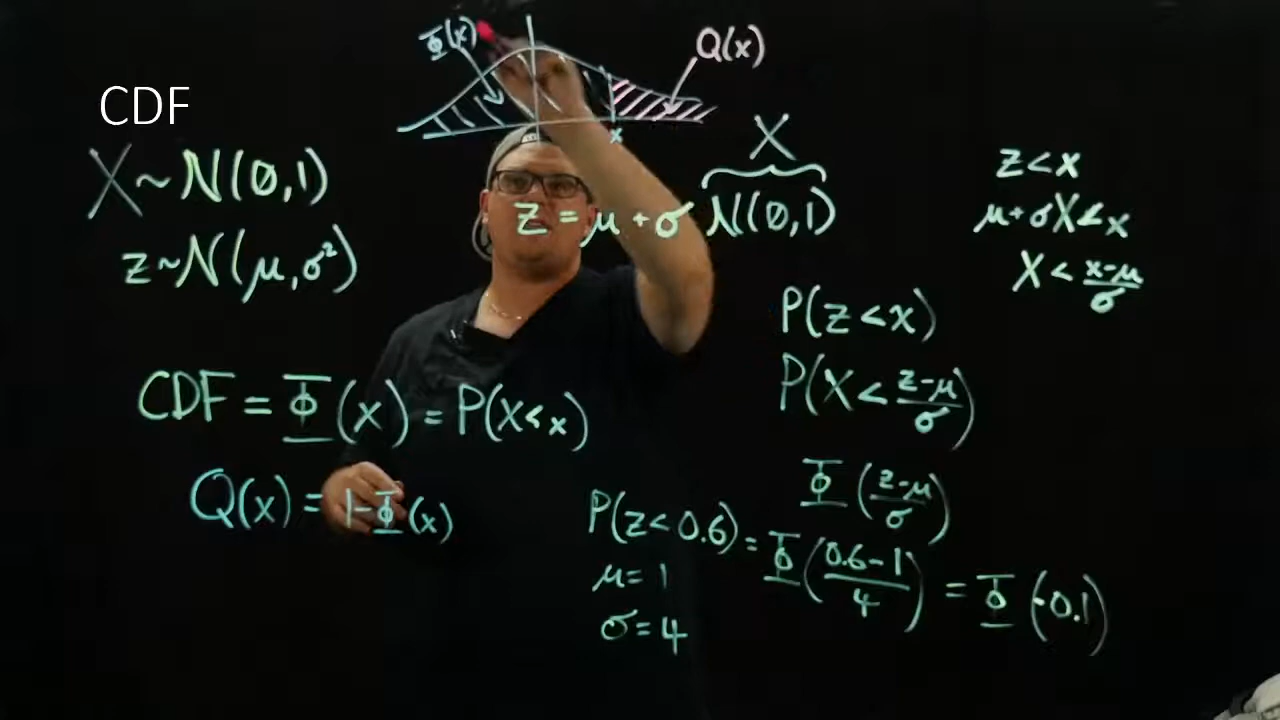 CDF
Φ(x)
Q(x)
x
X ~ N(0,1)
z ~ N(μ,σ²)
X
z = μ + σ N(0,1)
z < x
μ + σX < x
X < (x-μ)/σ
P(z < x)
P(X < (z-μ)/σ)
CDF = Φ(x) = P(X < x)
Q(x) = 1 - Φ(x)
Φ((z-μ)/σ)
P(z < 0.6) = Φ((0.6-1)/4) = Φ(-0.1)
μ = 1
σ = 4